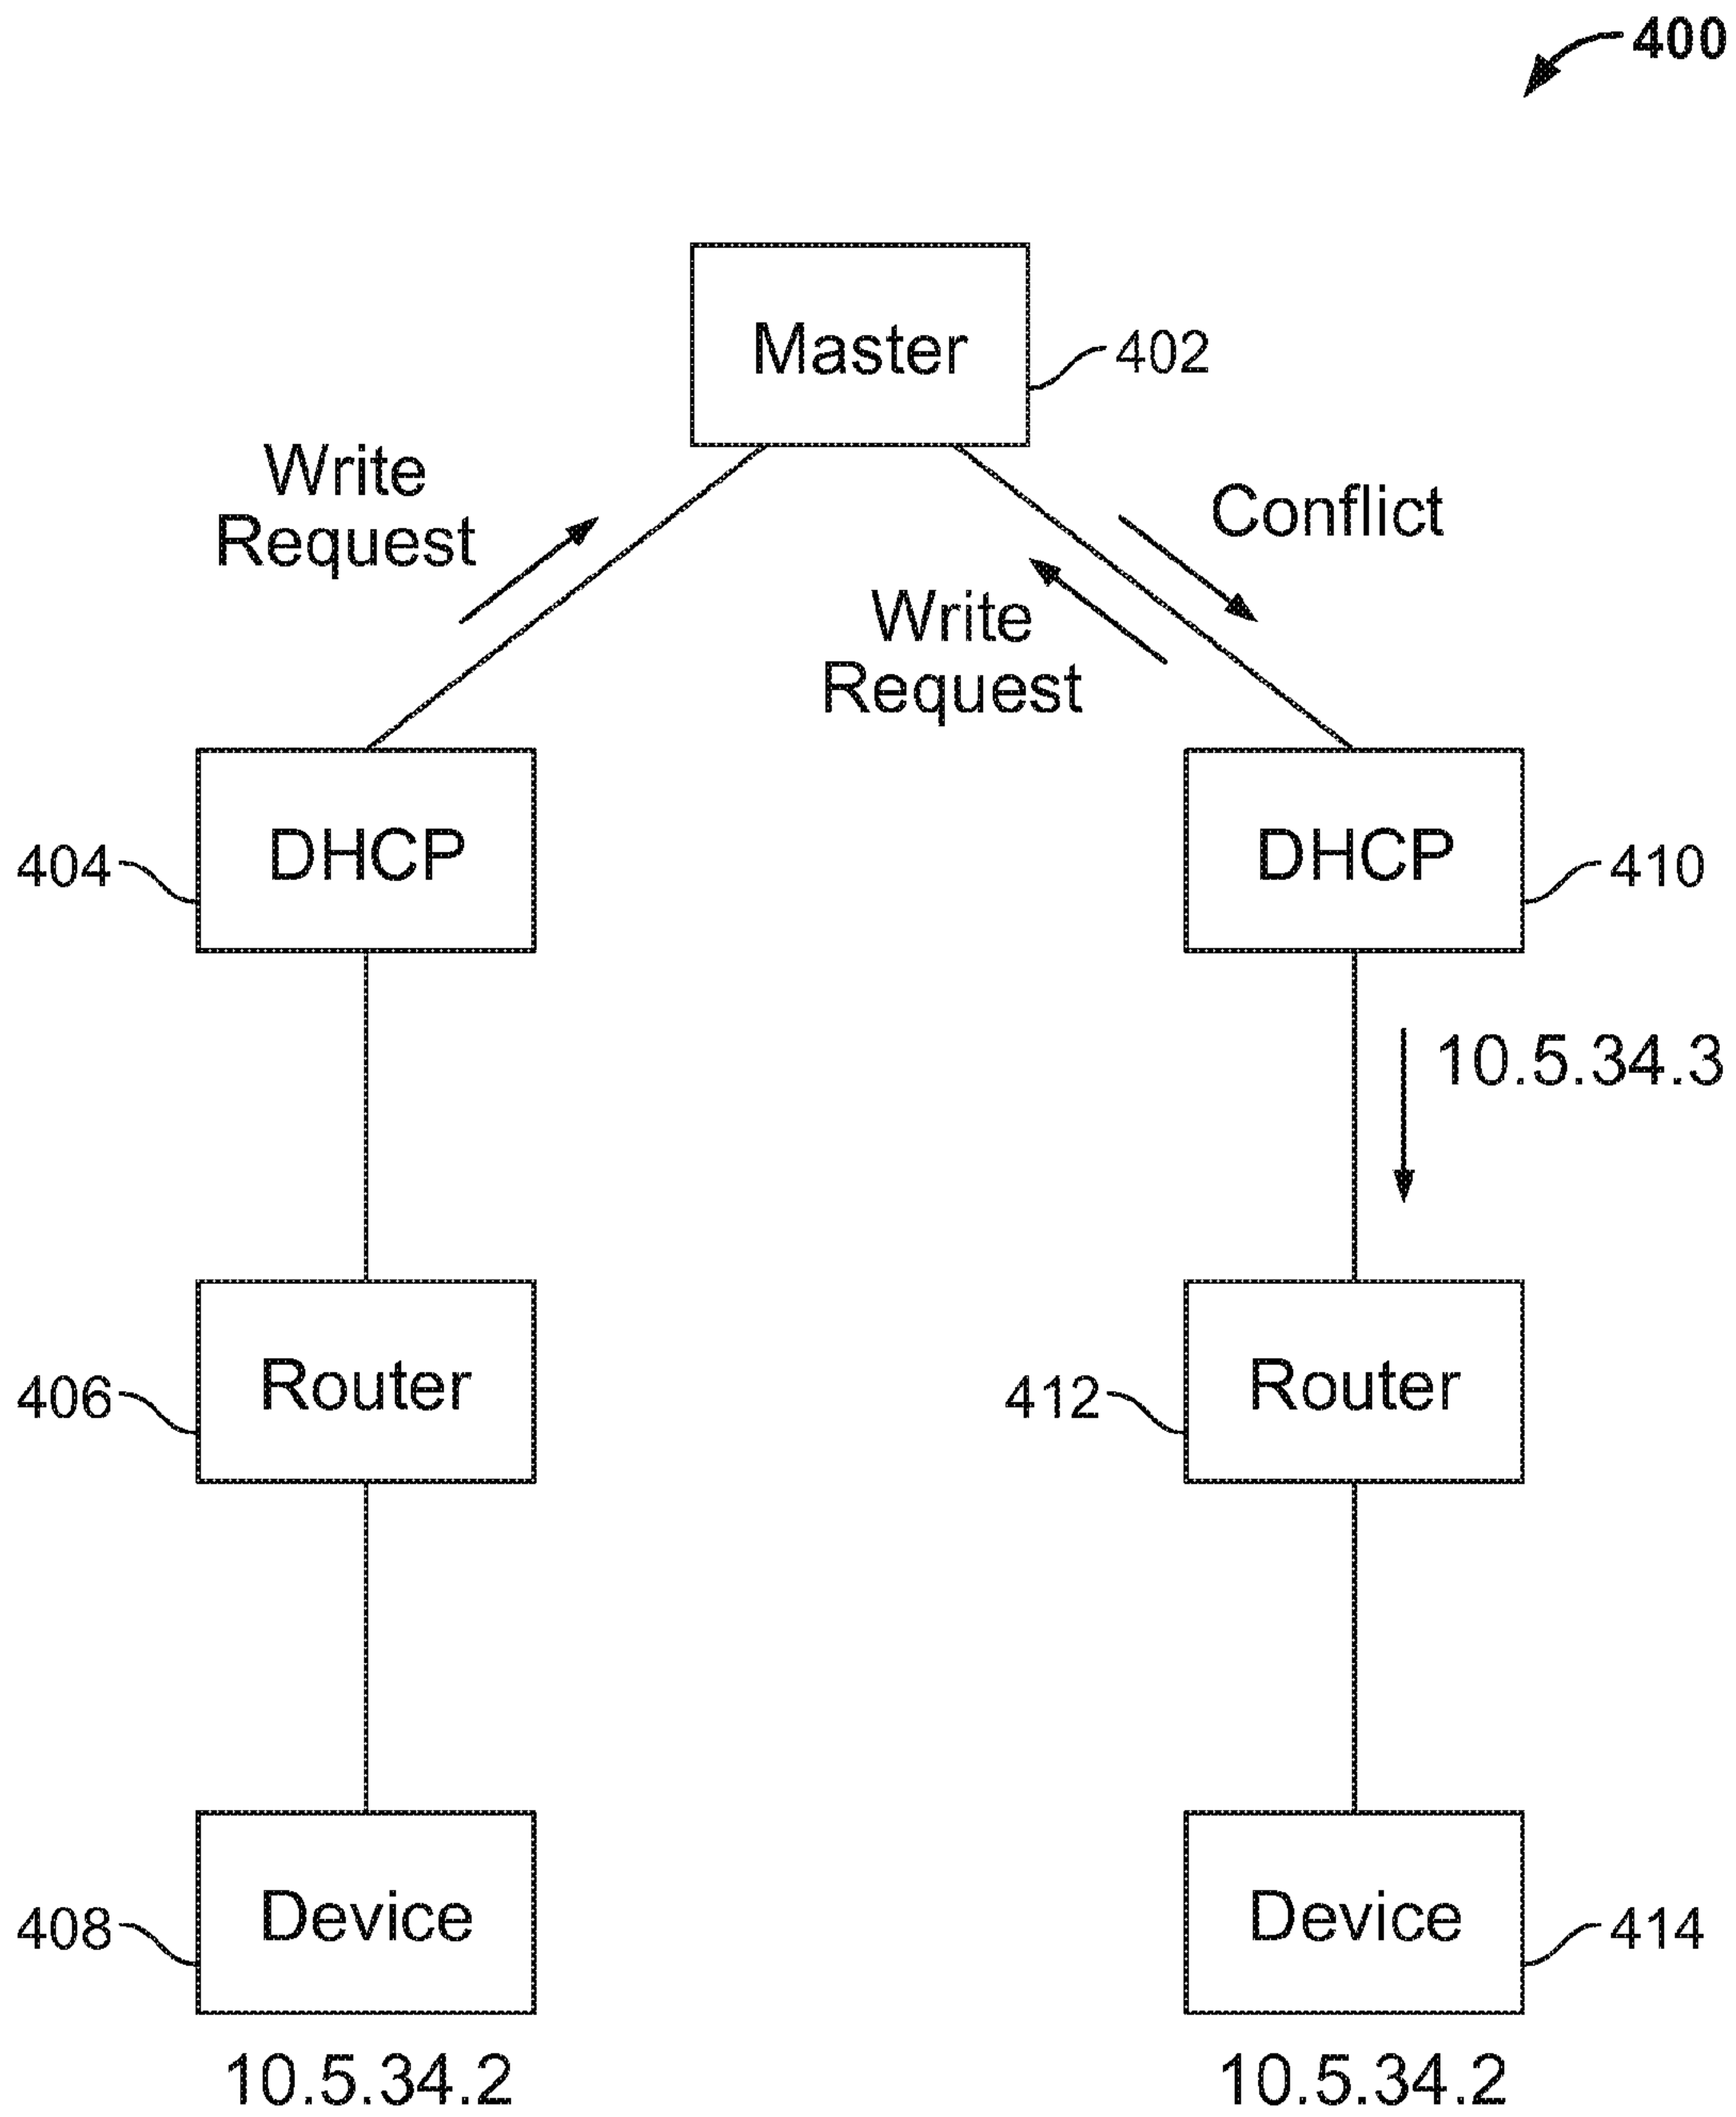 400
Master
402
Write
Request
Conflict
Write
Request
404
DHCP
DHCP
410
10.5.34.3
406
Router
412
Router
408
Device
Device
414
10.5.34.2
10.5.34.2